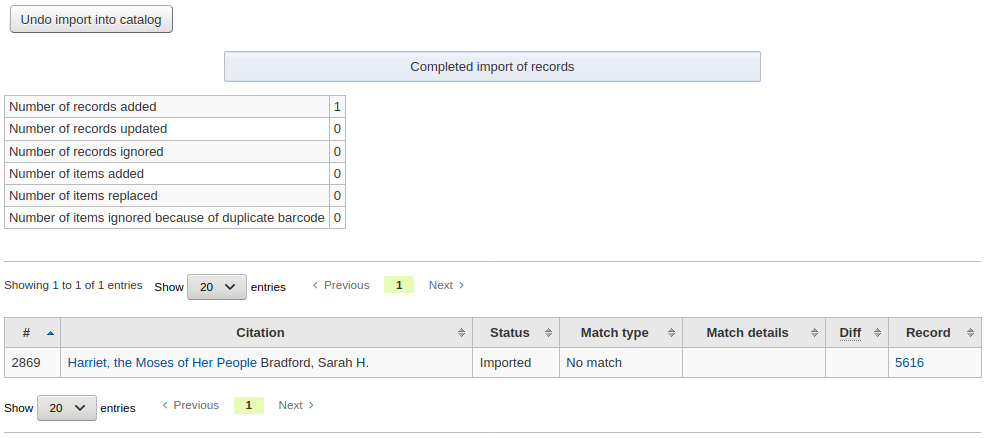 Undo import into catalog
Completed import of records
Number of records added 1
Number of records updated 0
Number of records ignored 0
Number of items added 0
Number of items replaced 0
Number of items ignored because of duplicate barcode 0
Showing 1 to 1 of 1 entries Show 20 entries Previous 1 Next
# Citation Status Match type Match details Diff Record
2869 Harriet, the Moses of Her People Bradford, Sarah H. Imported No match 5616
Show 20 entries Previous 1 Next